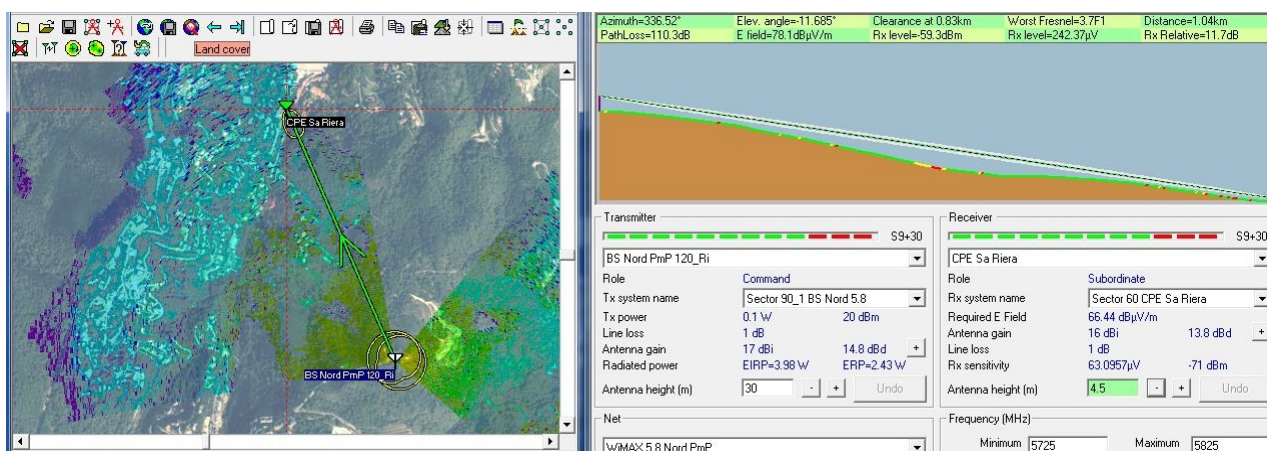 Land cover
CPE Sa Riera
BS Nord PmP 120_Ri
Azimuth=336.52° Elev. angle=-11.685° Clearance at 0.83km Worst Fresnel=3.7F1 Distance=1.04km
PathLoss=110.3dB E field=78.1dBµV/m Rx level=-59.3dBm Rx level=242.37µV Rx Relative=11.7dB
Transmitter
S9+30
BS Nord PmP 120_Ri
Role Command
Tx system name Sector 90_1 BS Nord 5.8
Tx power 0.1 W 20 dBm
Line loss 1 dB
Antenna gain 17 dBi 14.8 dBd +
Radiated power EIRP=3.98 W ERP=2.43 W
Antenna height (m) 30 - + Undo
Net
WiMAX 5.8 Nord PmP
Receiver
S9+30
CPE Sa Riera
Role Subordinate
Rx system name Sector 60 CPE Sa Riera
Required E Field 66.44 dBµV/m
Antenna gain 16 dBi 13.8 dBd +
Line loss 1 dB
Rx sensitivity 63.0957µV -71 dBm
Antenna height (m) 4.5 - + Undo
Frequency (MHz)
Minimum 5725 Maximum 5825